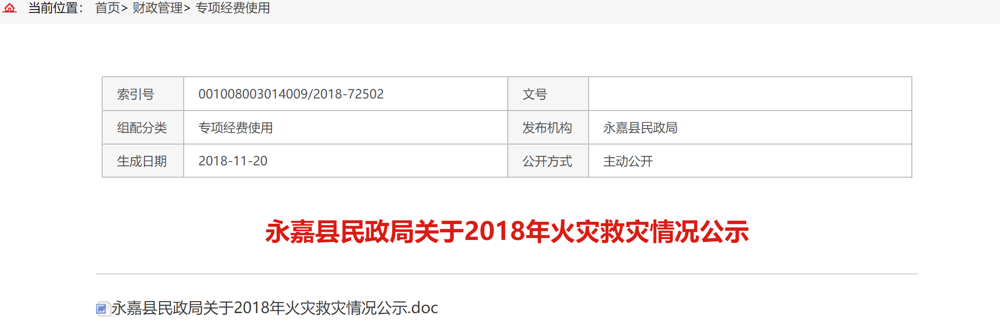 当前位置： 首页> 财政管理> 专项经费使用
索引号 001008003014009/2018-72502 文号
组配分类 专项经费使用 发布机构 永嘉县民政局
生成日期 2018-11-20 公开方式 主动公开
永嘉县民政局关于2018年火灾救灾情况公示
永嘉县民政局关于2018年火灾救灾情况公示.doc